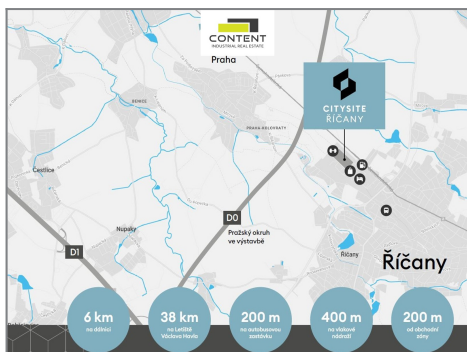 CONTENT
INDUSTRIAL REAL ESTATE
Praha
CITYSITE
ŘÍČANY
BENICE
PRAHA-KOLOVRATY
Čestlice
Nupaky
D0
Pražský okruh
ve výstavbě
D1
Říčany
Říčany
6 km
na dálnici
38 km
na Letiště
Václava Havla
200 m
na autobusovou
zastávku
400 m
na vlakové
nádraží
200 m
od obchodní
zóny